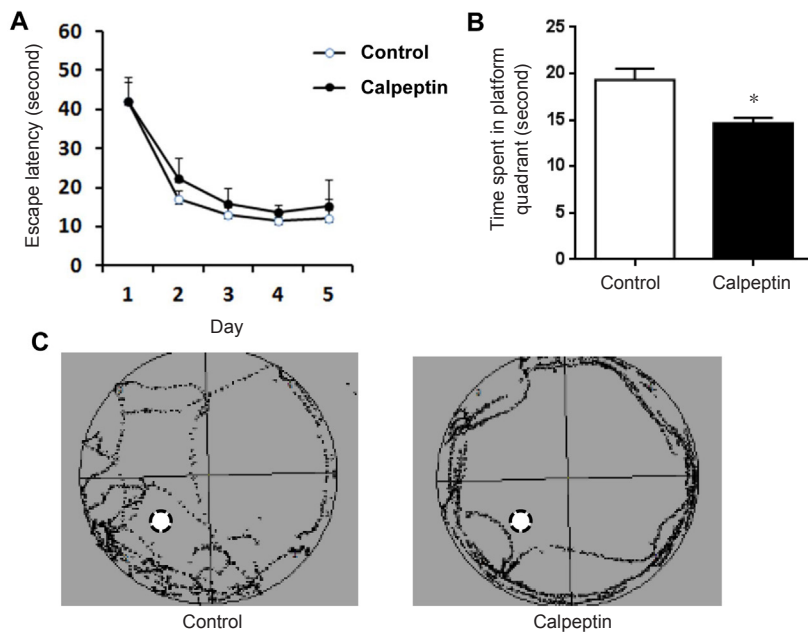 A
Escape latency (second)
60
50
40
30
20
10
0
Control
Calpeptin
1 2 3 4 5
Day
B
Time spent in platform
quadrant (second)
25
20
15
10
5
0
*
Control Calpeptin
C
Control Calpeptin